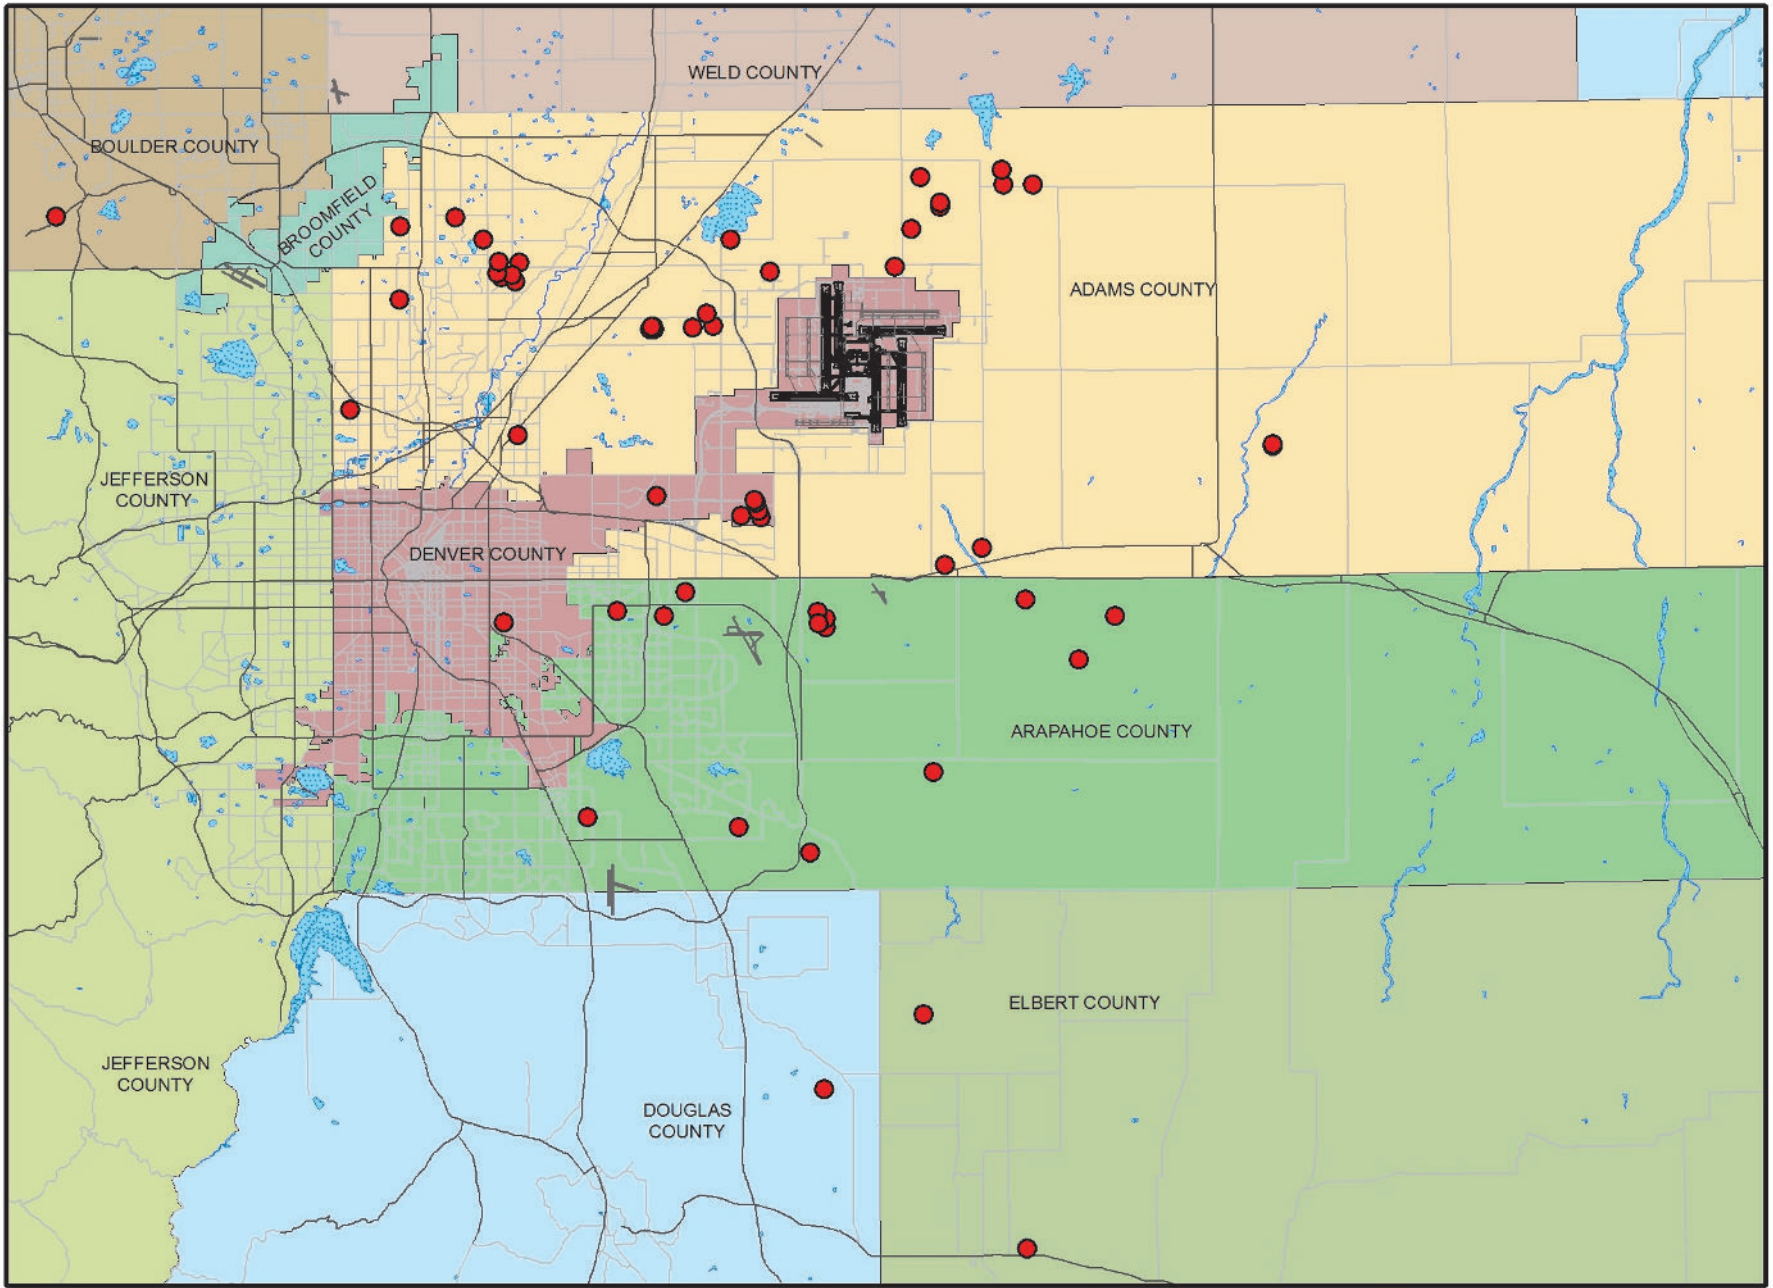 WELD COUNTY
BOULDER COUNTY
BROOMFIELD
COUNTY
ADAMS COUNTY
JEFFERSON
COUNTY
DENVER COUNTY
ARAPAHOE COUNTY
ELBERT COUNTY
JEFFERSON
COUNTY
DOUGLAS
COUNTY